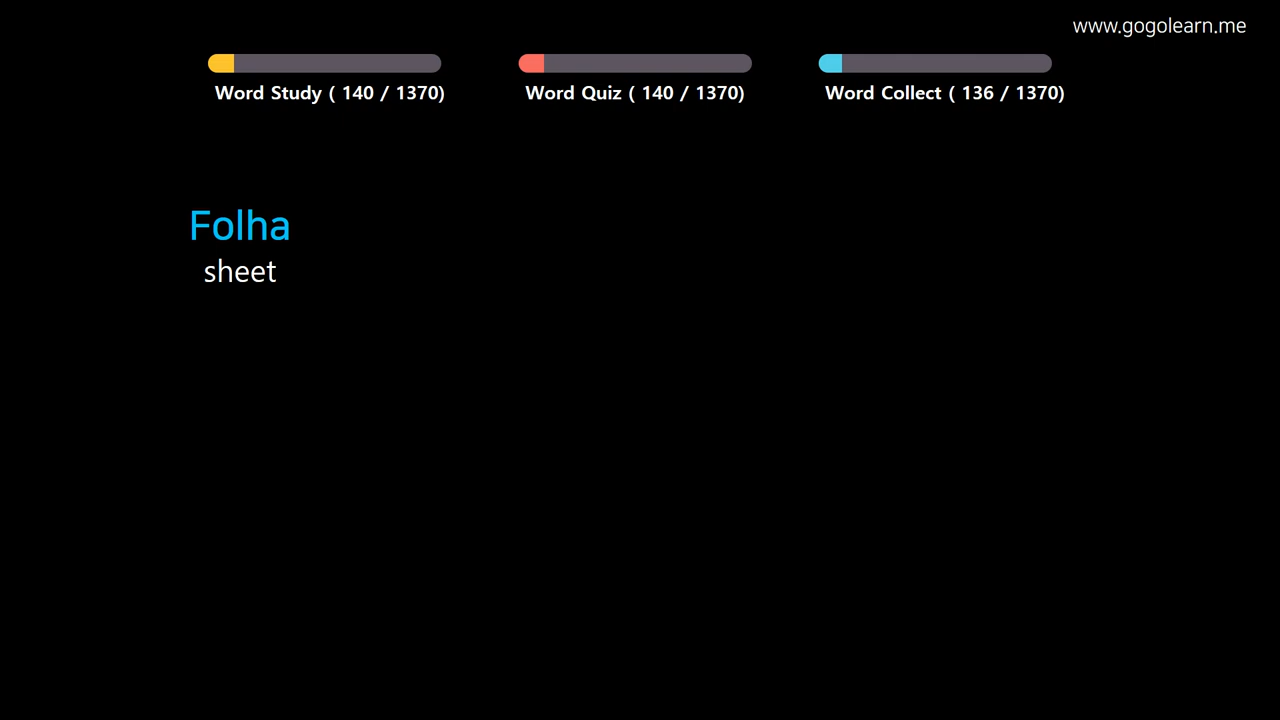 www.gogolearn.me
Word Study ( 140 / 1370)
Word Quiz ( 140 / 1370)
Word Collect ( 136 / 1370)
Folha
sheet